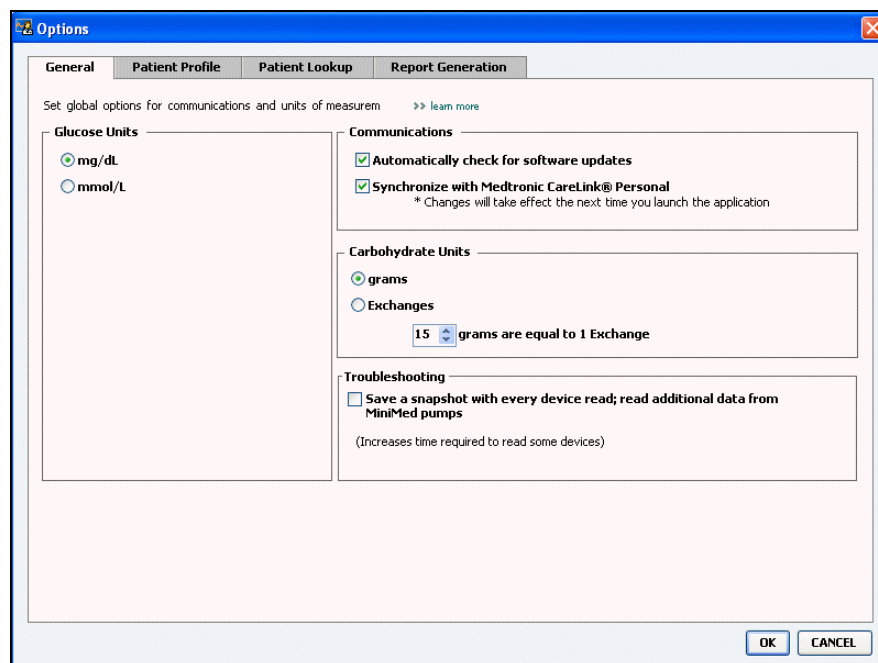 Options
General Patient Profile Patient Lookup Report Generation
Set global options for communications and units of measurem >> learn more
Glucose Units
mg/dL
mmol/L
Communications
Automatically check for software updates
Synchronize with Medtronic CareLink® Personal
* Changes will take effect the next time you launch the application
Carbohydrate Units
grams
Exchanges
15 grams are equal to 1 Exchange
Troubleshooting
Save a snapshot with every device read; read additional data from
MiniMed pumps
(Increases time required to read some devices)
OK CANCEL